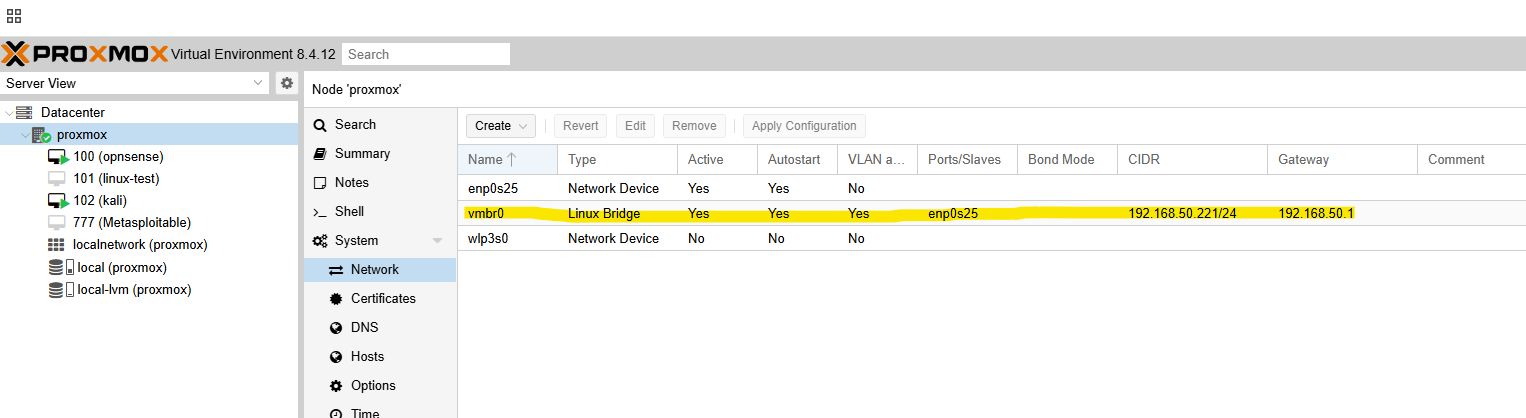 PROXMOX Virtual Environment 8.4.12 Search
Server View
Datacenter
proxmox
100 (opnsense)
101 (linux-test)
102 (kali)
777 (Metasploitable)
localnetwork (proxmox)
local (proxmox)
local-lvm (proxmox)
Node 'proxmox'
Search
Summary
Notes
Shell
System
Network
Certificates
DNS
Hosts
Options
Time
Create Revert Edit Remove Apply Configuration
Name Type Active Autostart VLAN a... Ports/Slaves Bond Mode CIDR Gateway Comment
enp0s25 Network Device Yes Yes No
vmbr0 Linux Bridge Yes Yes Yes enp0s25 192.168.50.221/24 192.168.50.1
wlp3s0 Network Device No No No